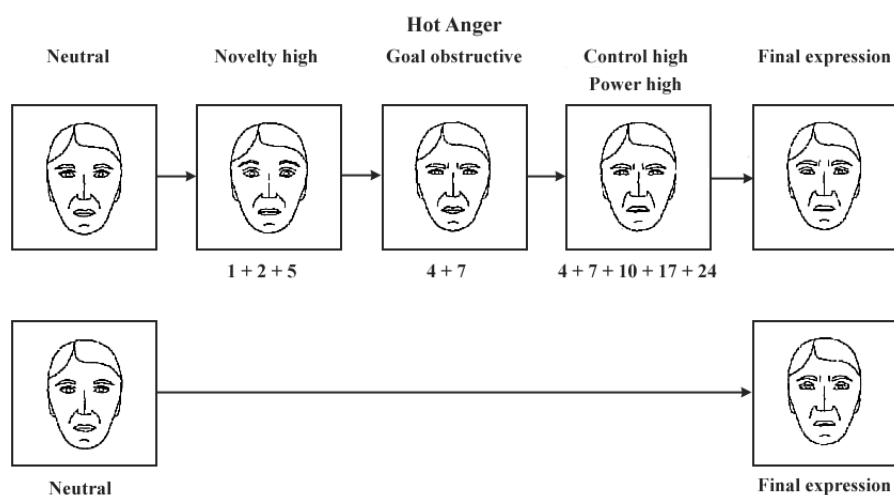 Hot Anger
Neutral
Novelty high
Goal obstructive
Control high
Power high
Final expression
1 + 2 + 5
4 + 7
4 + 7 + 10 + 17 + 24
Neutral
Final expression